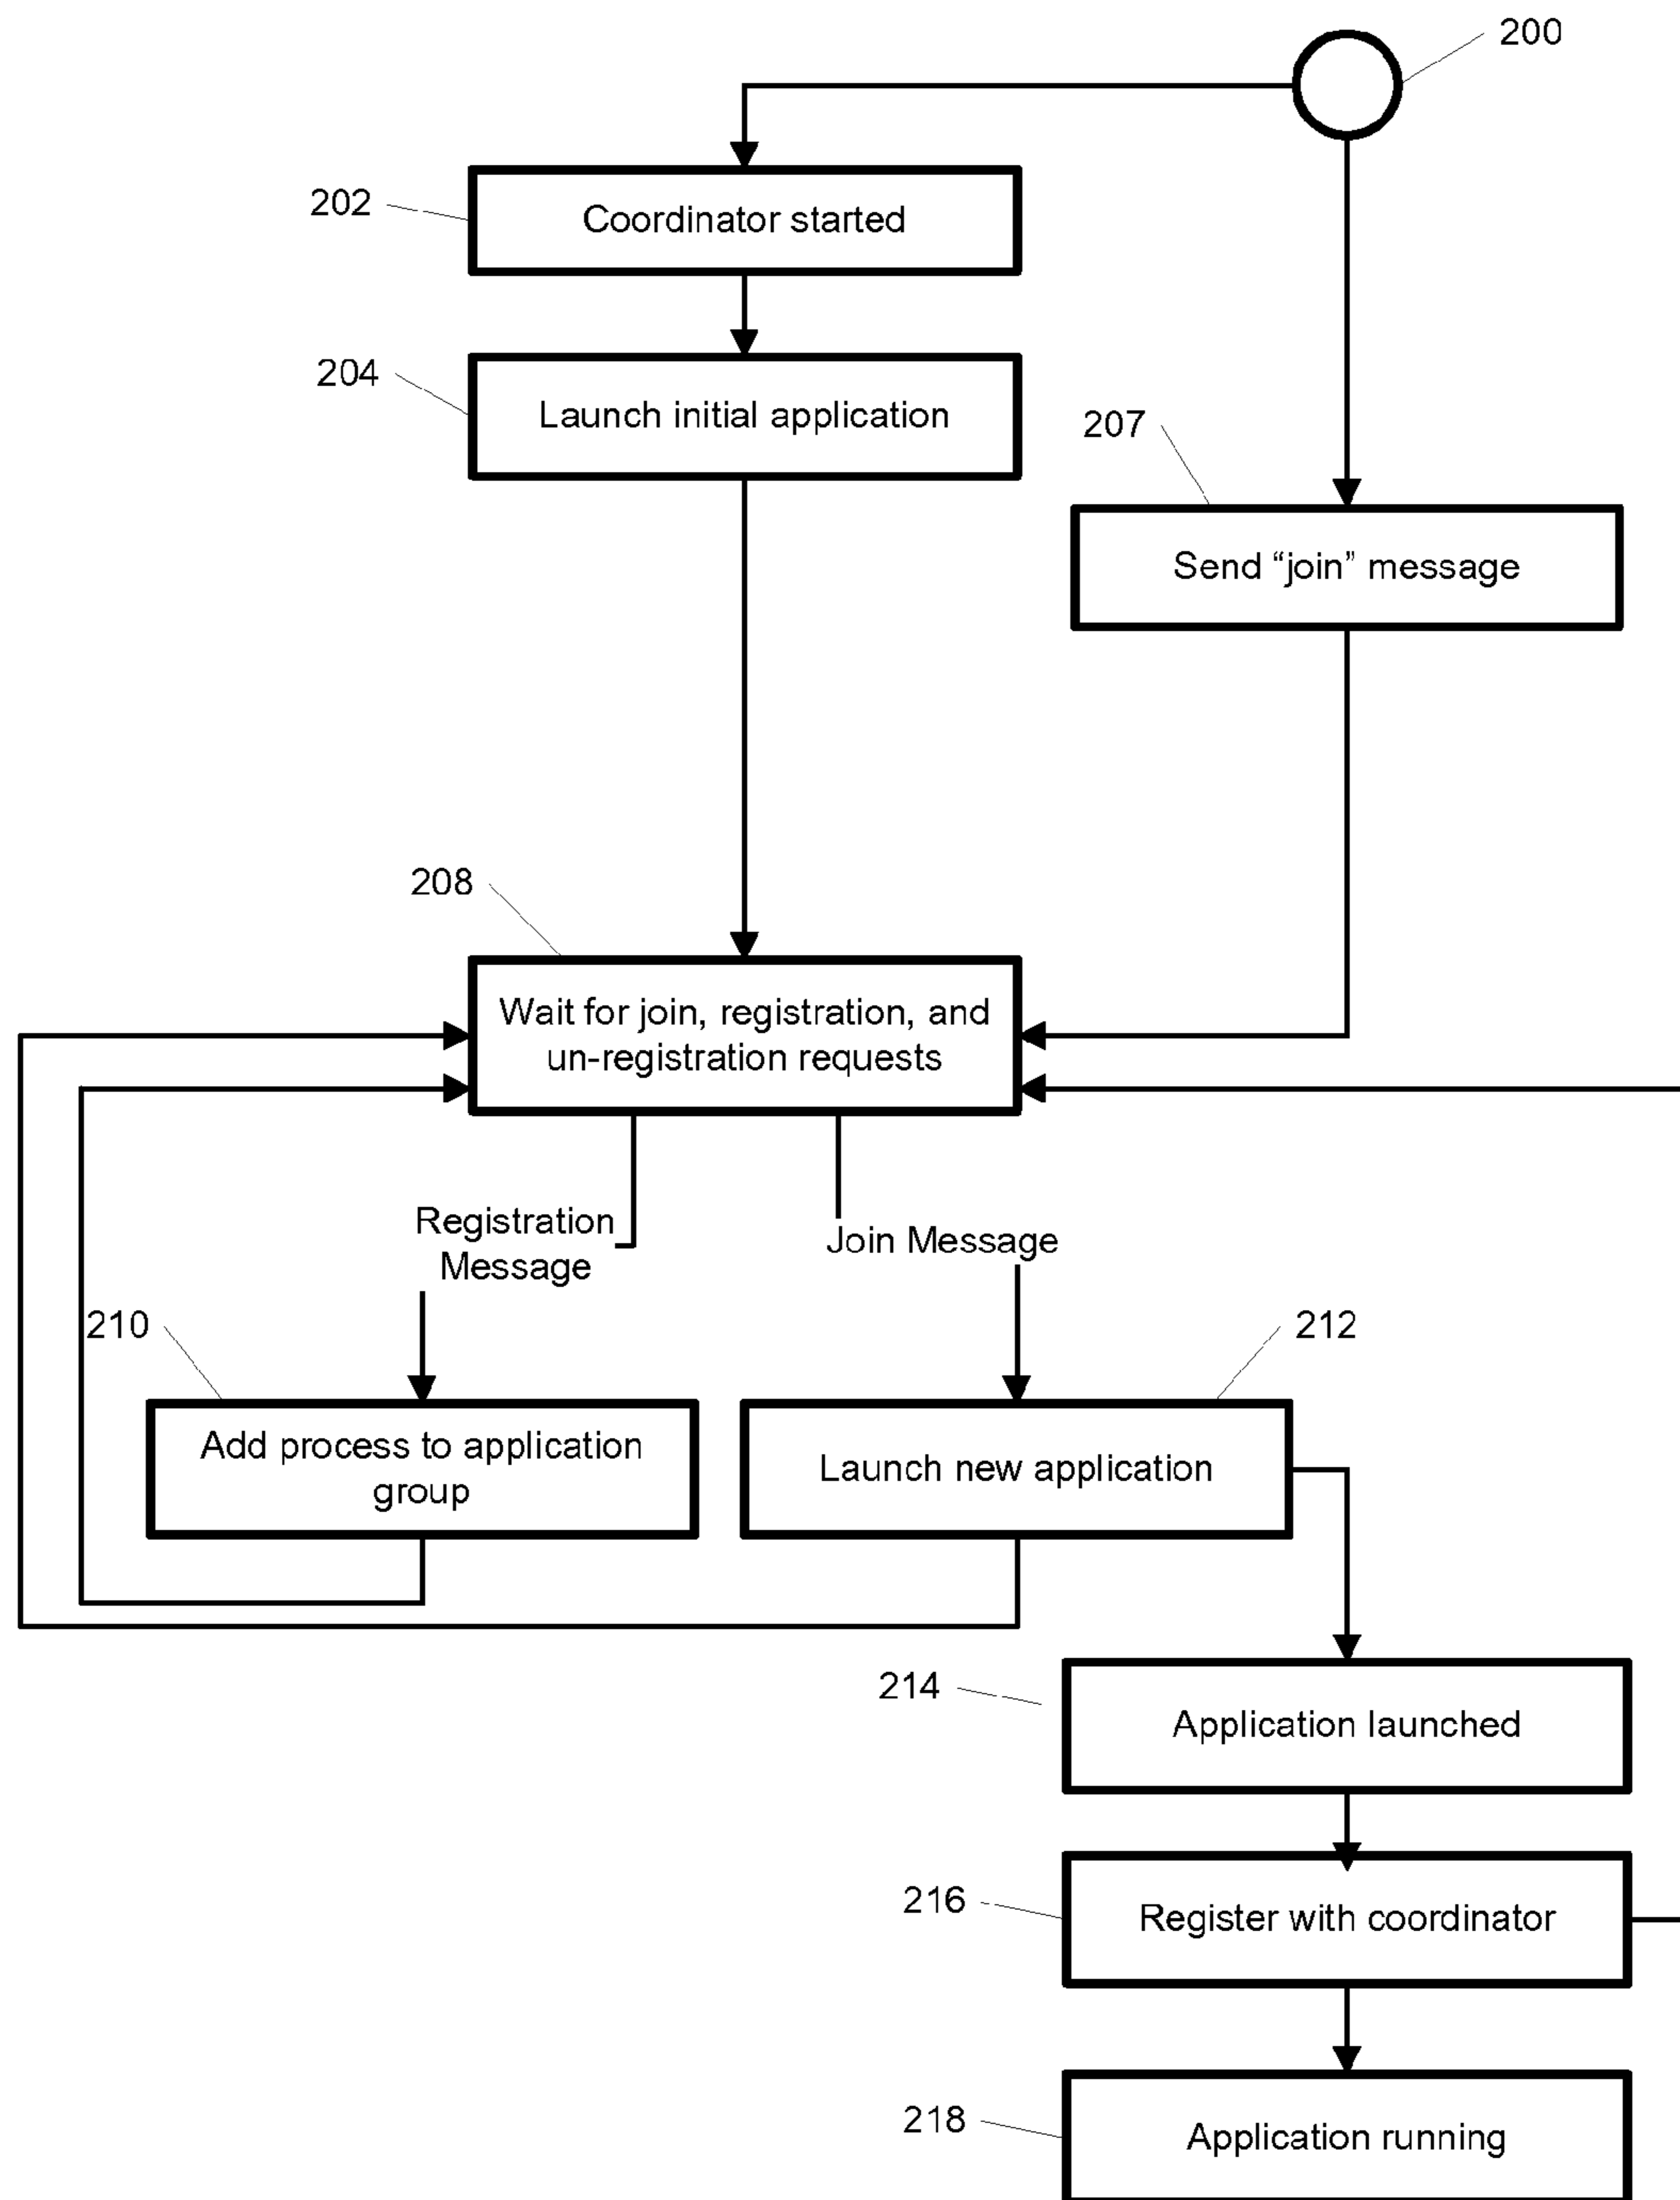 200
202
Coordinator started
204
Launch initial application
207
Send “join” message
208
Wait for join, registration, and
un-registration requests
Registration
Message
Join Message
210
212
Add process to application
group
Launch new application
214
Application launched
216
Register with coordinator
218
Application running